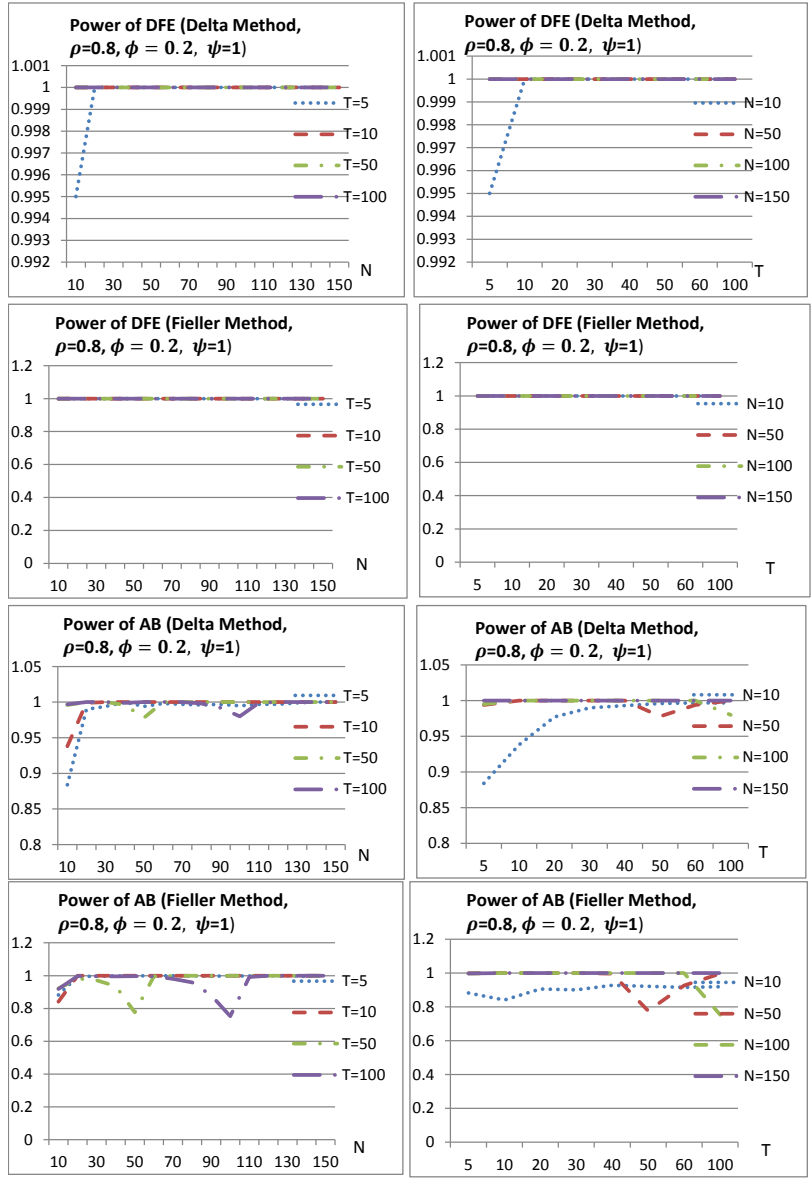 Power of DFE (Delta Method,
ρ=0.8, ϕ = 0.2, ψ=1)
1.001
1
0.999
0.998
0.997
0.996
0.995
0.994
0.993
0.992
10 30 50 70 90 110 130 150
N
T=5
T=10
T=50
T=100
Power of DFE (Delta Method,
ρ=0.8, ϕ = 0.2, ψ=1)
1.001
1
0.999
0.998
0.997
0.996
0.995
0.994
0.993
0.992
5 10 20 30 40 50 60 100
T
N=10
N=50
N=100
N=150
Power of DFE (Fieller Method,
ρ=0.8, ϕ = 0.2, ψ=1)
1.2
1
0.8
0.6
0.4
0.2
0
10 30 50 70 90 110 130 150
N
T=5
T=10
T=50
T=100
Power of DFE (Fieller Method,
ρ=0.8, ϕ = 0.2, ψ=1)
1.2
1
0.8
0.6
0.4
0.2
0
5 10 20 30 40 50 60 100
T
N=10
N=50
N=100
N=150
Power of AB (Delta Method,
ρ=0.8, ϕ = 0.2, ψ=1)
1.05
1
0.95
0.9
0.85
0.8
10 30 50 70 90 110 130 150
N
T=5
T=10
T=50
T=100
Power of AB (Delta Method,
ρ=0.8, ϕ = 0.2, ψ=1)
1.05
1
0.95
0.9
0.85
0.8
5 10 20 30 40 50 60 100
T
N=10
N=50
N=100
N=150
Power of AB (Fieller Method,
ρ=0.8, ϕ = 0.2, ψ=1)
1.2
1
0.8
0.6
0.4
0.2
0
10 30 50 70 90 110 130 150
N
T=5
T=10
T=50
T=100
Power of AB (Fieller Method,
ρ=0.8, ϕ = 0.2, ψ=1)
1.2
1
0.8
0.6
0.4
0.2
0
5 10 20 30 40 50 60 100
T
N=10
N=50
N=100
N=150